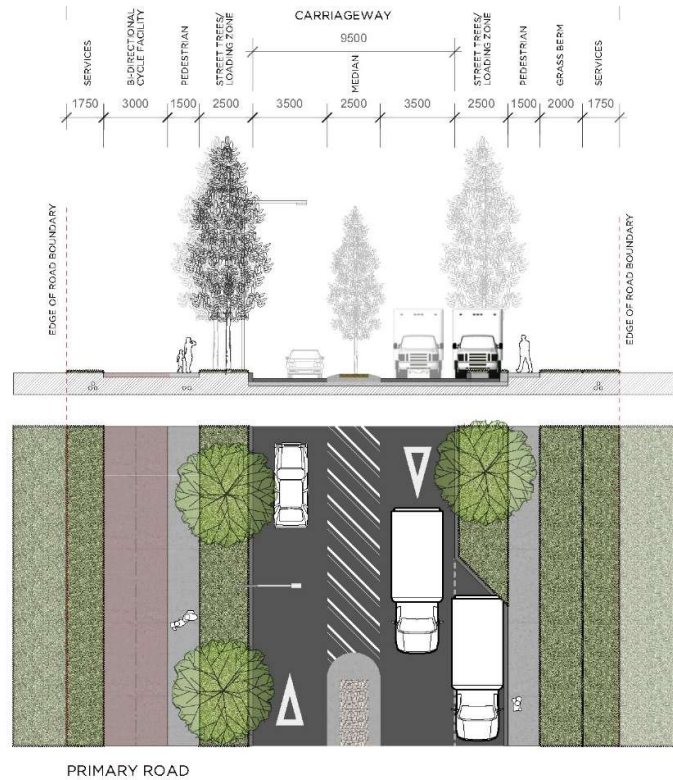 CARRIAGEWAY
9500
SERVICES
BI-DIRECTIONAL
CYCLE FACILITY
PEDESTRIAN
STREET TREES/
LOADING ZONE
MEDIAN
STREET TREES/
LOADING ZONE
PEDESTRIAN
GRASS BERM
SERVICES
1750 3000 1500 2500 3500 2500 3500 2500 1500 2000 1750
EDGE OF ROAD BOUNDARY
EDGE OF ROAD BOUNDARY
PRIMARY ROAD